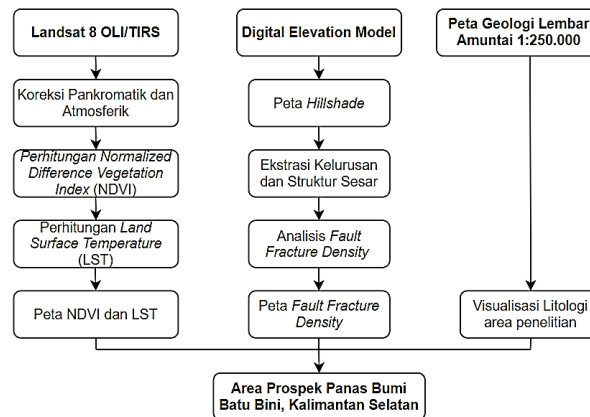 Landsat 8 OLI/TIRS
Koreksi Pankromatik dan
Atmosferik
Perhitungan Normalized
Difference Vegetation
Index (NDVI)
Perhitungan Land
Surface Temperature
(LST)
Peta NDVI dan LST
Digital Elevation Model
Peta Hillshade
Ekstrasi Kelurusan
dan Struktur Sesar
Analisis Fault
Fracture Density
Peta Fault Fracture
Density
Peta Geologi Lembar
Amuntai 1:250.000
Visualisasi Litologi
area penelitian
Area Prospek Panas Bumi
Batu Bini, Kalimantan Selatan